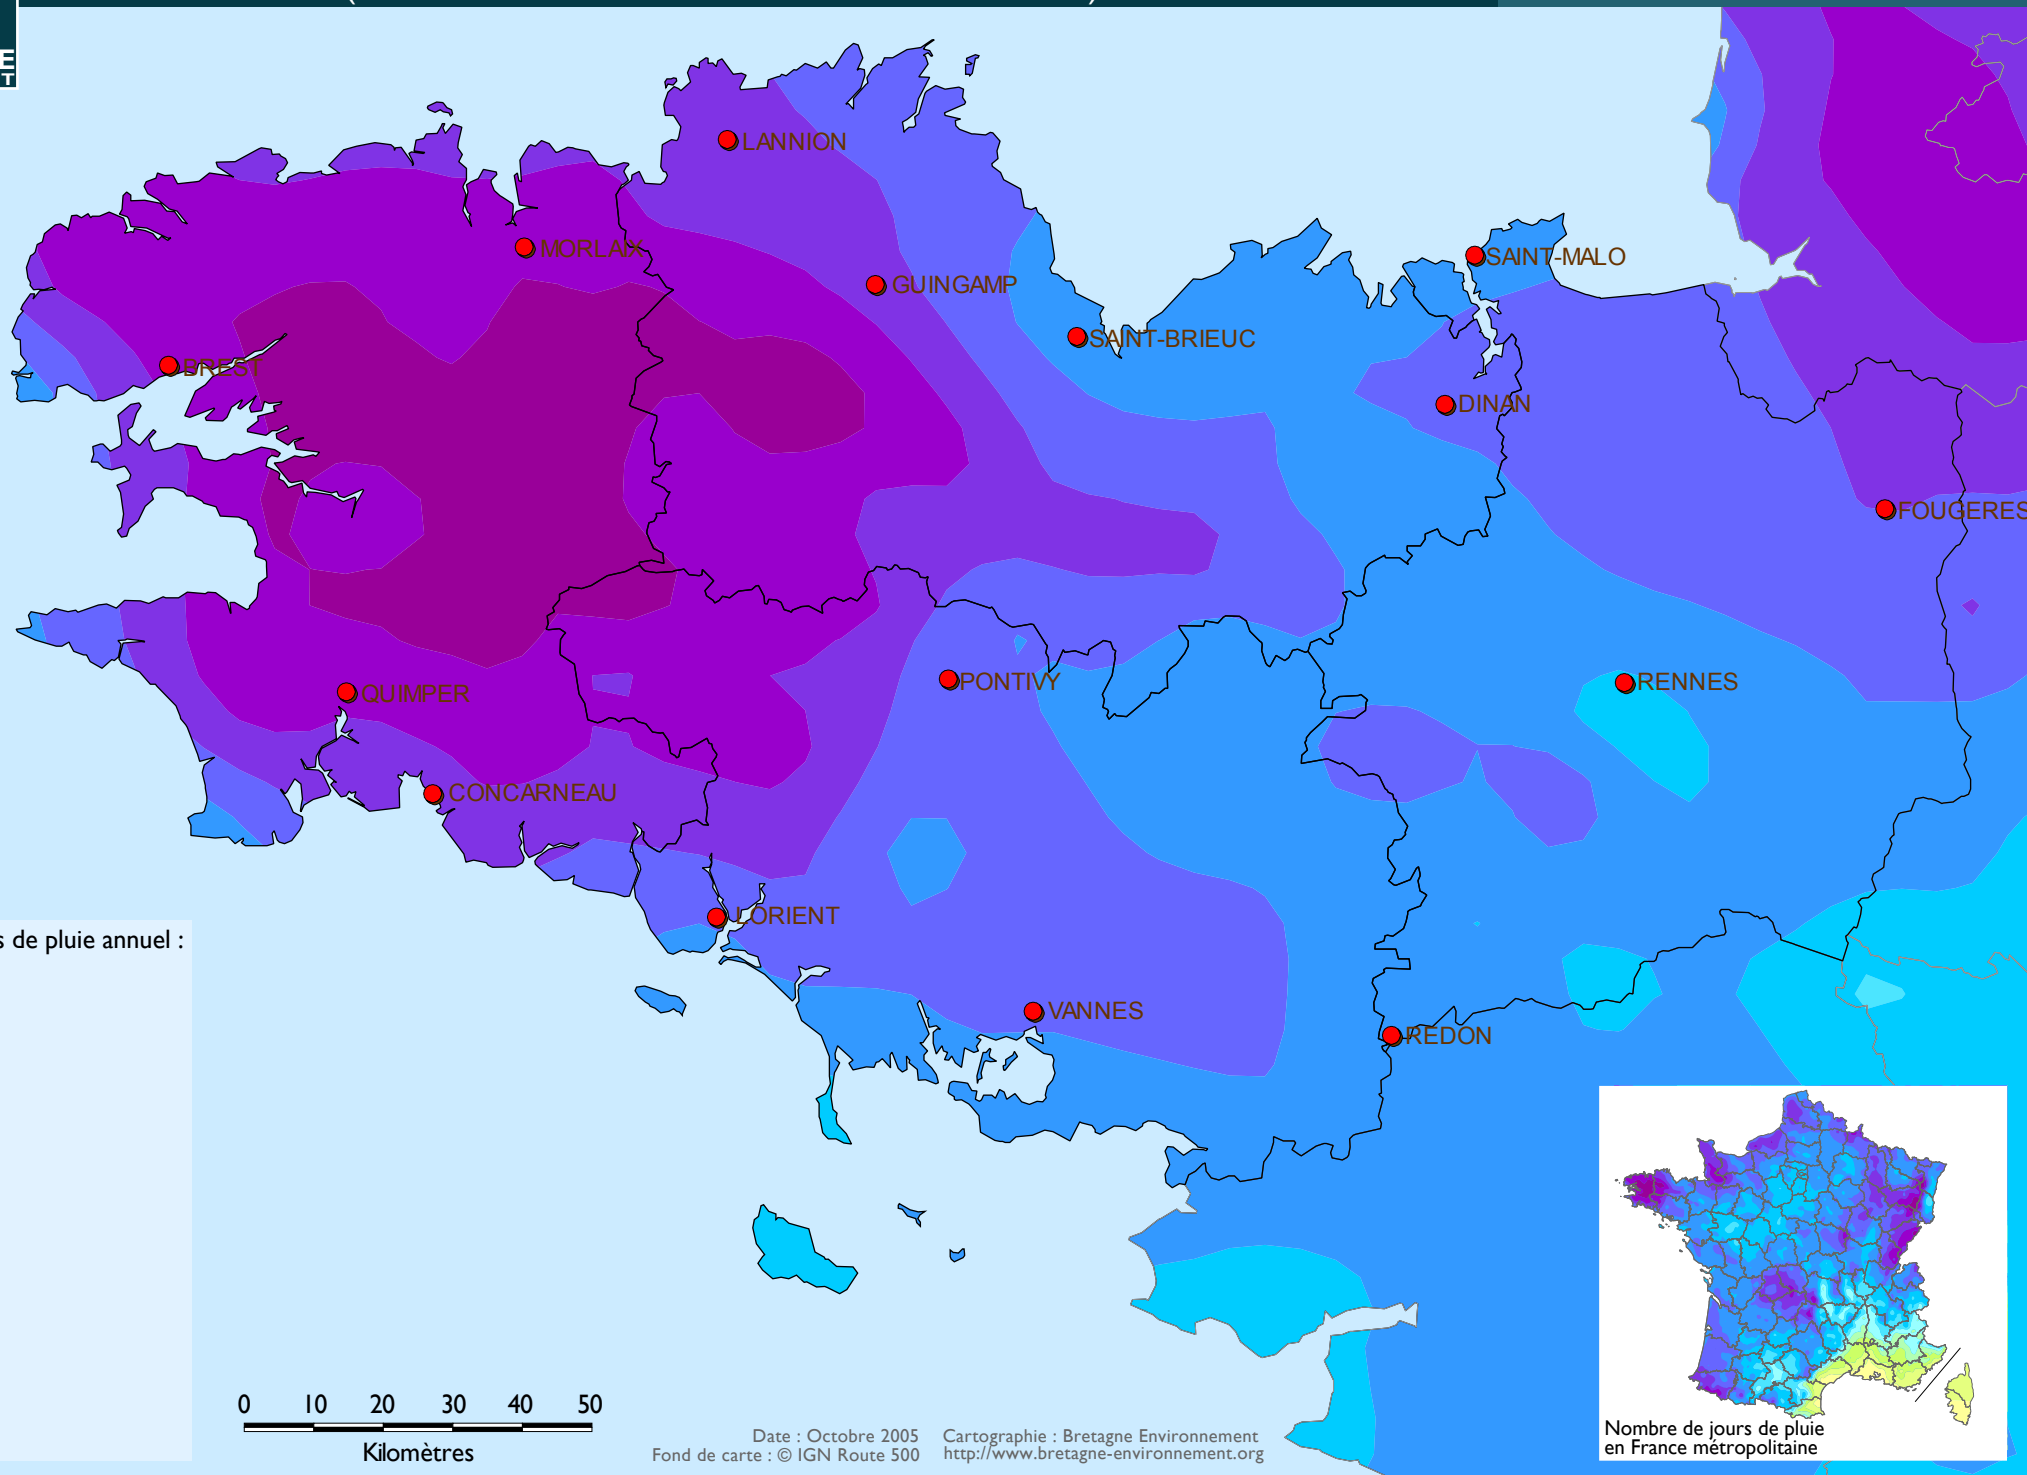 E
T
LANNION
MORLAIX
GUINGAMP
SAINT-MALO
SAINT-BRIEUC
BREST
DINAN
FOUGERES
PONTIVY
RENNES
QUIMPER
CONCARNEAU
LORIENT
s de pluie annuel :
VANNES
REDON
0 10 20 30 40 50
Kilomètres
Date : Octobre 2005 Cartographie : Bretagne Environnement
Fond de carte : © IGN Route 500 http://www.bretagne-environnement.org
Nombre de jours de pluie
en France métropolitaine